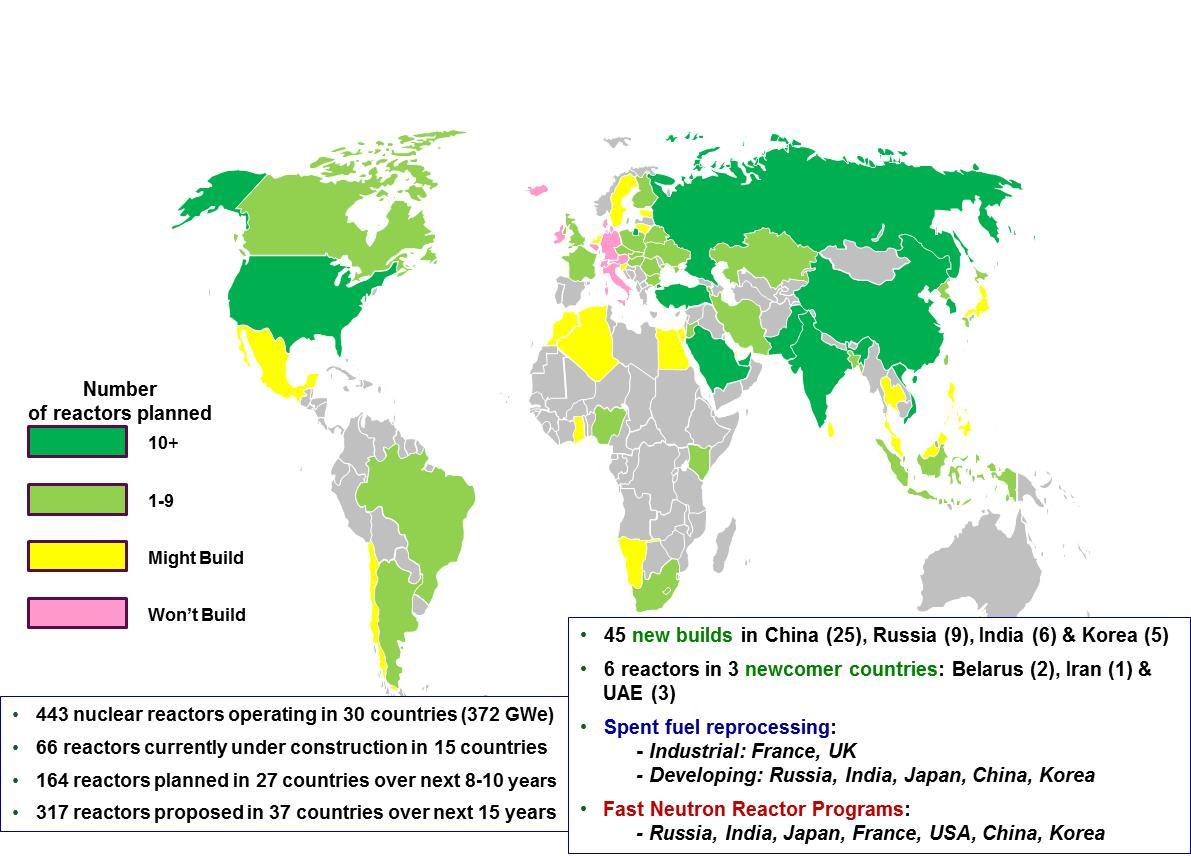 Number
of reactors planned
10+
1-9
Might Build
Won’t Build
• 443 nuclear reactors operating in 30 countries (372 GWe)
• 66 reactors currently under construction in 15 countries
• 164 reactors planned in 27 countries over next 8-10 years
• 317 reactors proposed in 37 countries over next 15 years
• 45 new builds in China (25), Russia (9), India (6) & Korea (5)
• 6 reactors in 3 newcomer countries: Belarus (2), Iran (1) &
UAE (3)
• Spent fuel reprocessing:
- Industrial: France, UK
- Developing: Russia, India, Japan, China, Korea
• Fast Neutron Reactor Programs:
- Russia, India, Japan, France, USA, China, Korea